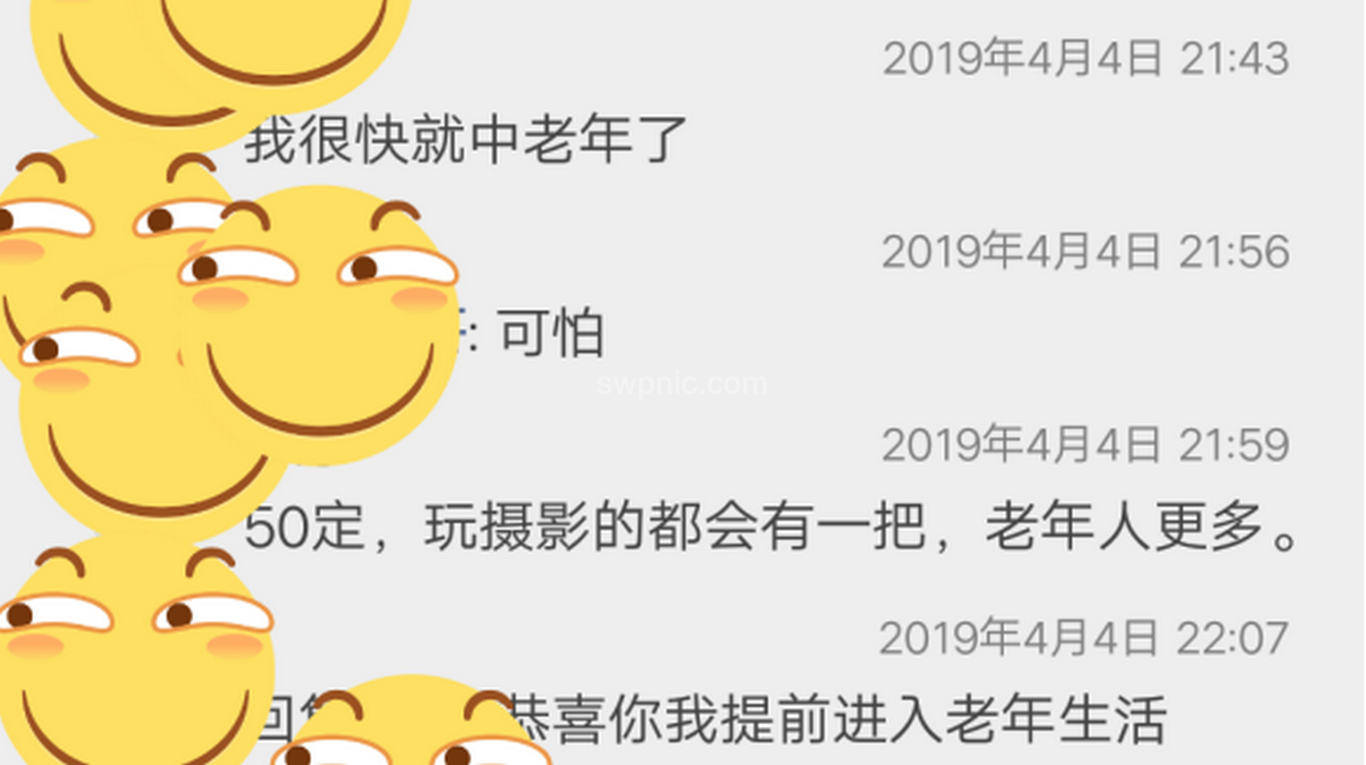 2019年4月4日 21:43
我很快就中老年了
2019年4月4日 21:56
: 可怕
swpnic.com
2019年4月4日 21:59
50定，玩摄影的都会有一把，老年人更多。
2019年4月4日 22:07
回 恭喜你我提前进入老年生活